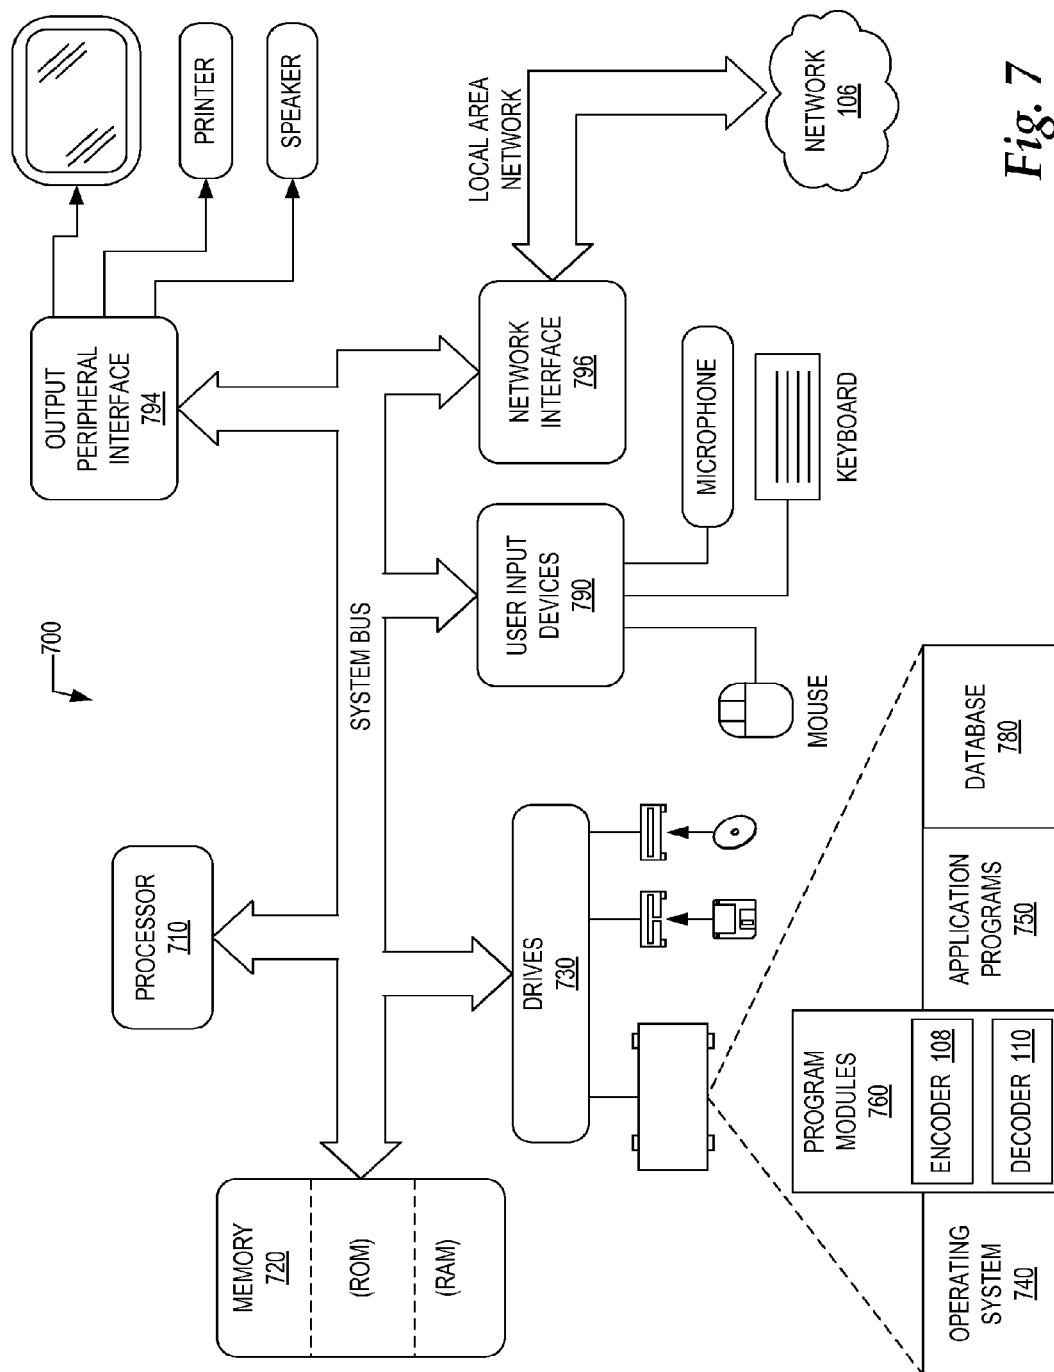 700
PROCESSOR
710
OUTPUT
PERIPHERAL
INTERFACE
794
PRINTER
SPEAKER
MEMORY
720
(ROM)
(RAM)
SYSTEM BUS
LOCAL AREA
NETWORK
DRIVES
730
USER INPUT
DEVICES
790
NETWORK
INTERFACE
796
NETWORK
106
MICROPHONE
MOUSE
KEYBOARD
OPERATING
SYSTEM
740
PROGRAM
MODULES
760
ENCODER 108
DECODER 110
APPLICATION
PROGRAMS
750
DATABASE
780
Fig. 7